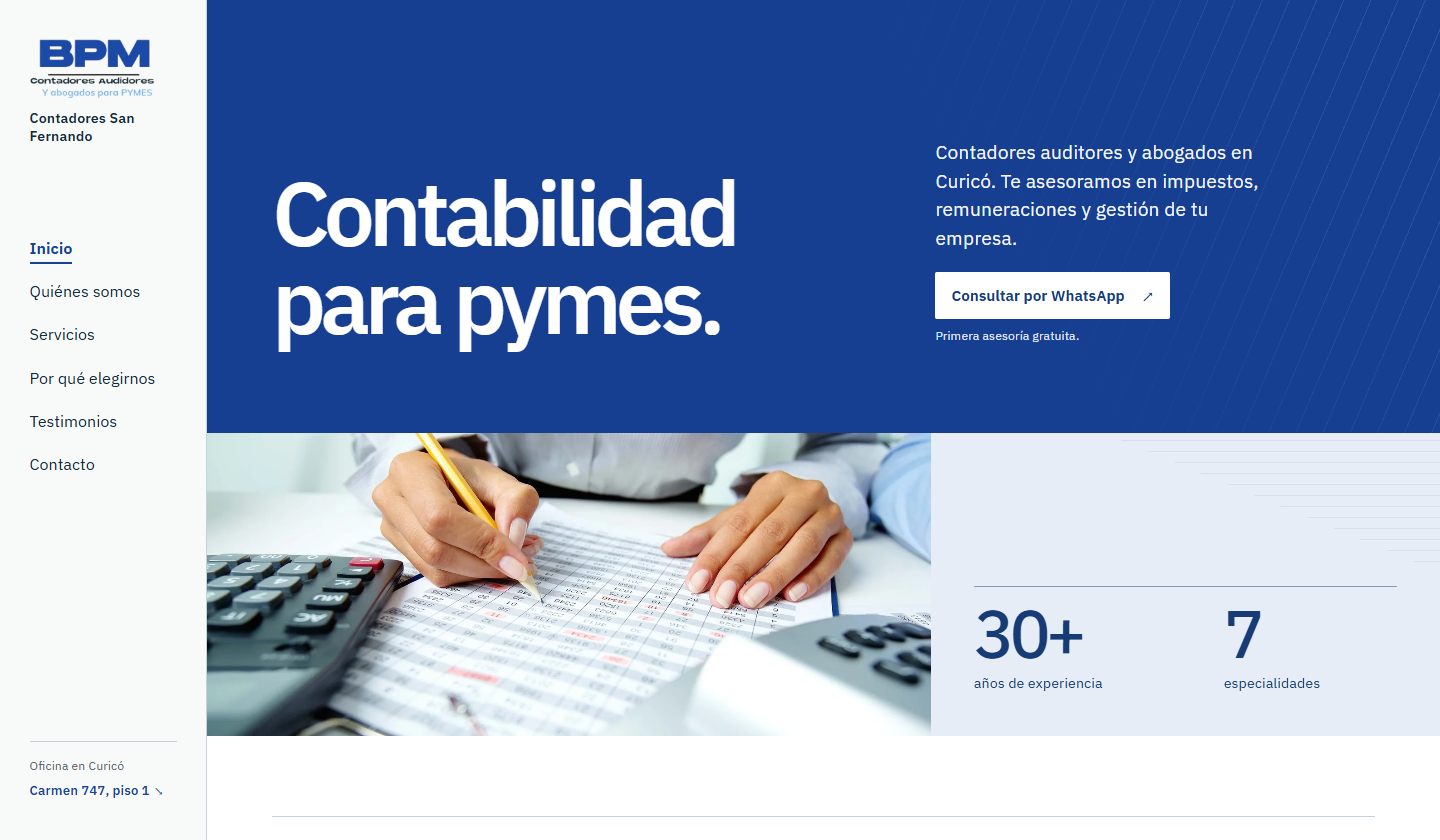 BPM
Contadores Audidores
Y abogados para PYMES
Contadores San
Fernando
Inicio
Quiénes somos
Servicios
Por qué elegirnos
Testimonios
Contacto
Oficina en Curicó
Carmen 747, piso 1 ↘
Contabilidad
para pymes.
Contadores auditores y abogados en
Curicó. Te asesoramos en impuestos,
remuneraciones y gestión de tu
empresa.
Consultar por WhatsApp ↗
Primera asesoría gratuita.
30+
años de experiencia
7
especialidades